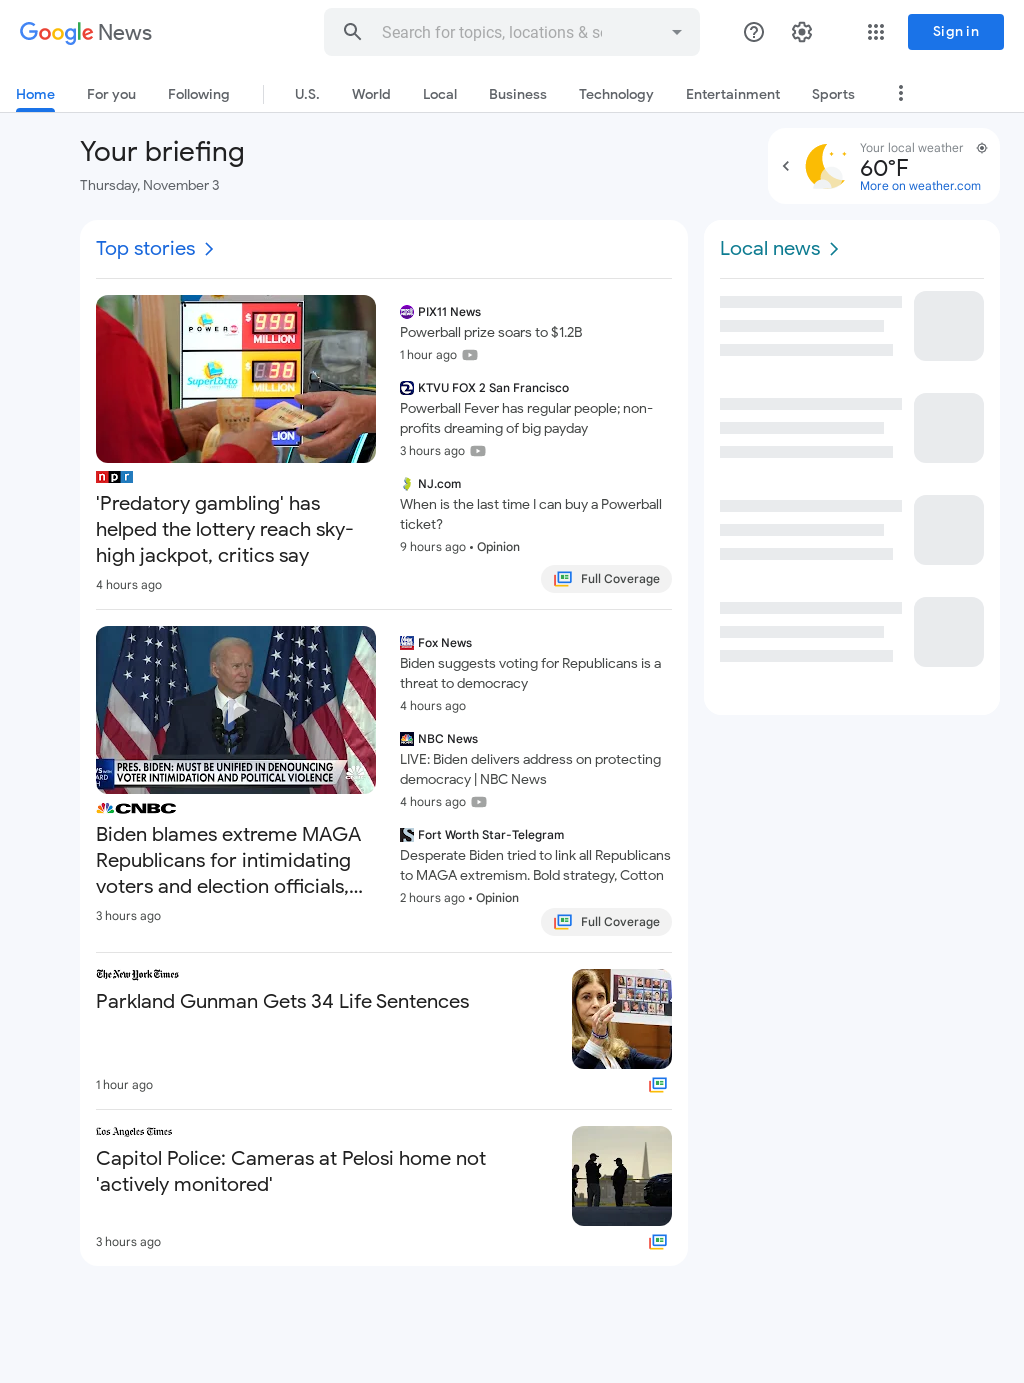 Google News
Search for topics, locations & so
Sign in
Home
For you
Following
U.S.
World
Local
Business
Technology
Entertainment
Sports
Your briefing
Thursday, November 3
Your local weather
60°F
More on weather.com
Top stories
POWER
$999
MILLION
SuperLotto
$38
MILLION
LION
npr
'Predatory gambling' has
helped the lottery reach sky-
high jackpot, critics say
4 hours ago
PIX11 News
Powerball prize soars to $1.2B
1 hour ago
KTVU FOX 2 San Francisco
Powerball Fever has regular people; non-
profits dreaming of big payday
3 hours ago
NJ.com
When is the last time I can buy a Powerball
ticket?
9 hours ago • Opinion
Full Coverage
PRES. BIDEN: MUST BE UNIFIED IN DENOUNCING
VOTER INTIMIDATION AND POLITICAL VIOLENCE
CNBC
Biden blames extreme MAGA
Republicans for intimidating
voters and election officials,...
3 hours ago
Fox News
Biden suggests voting for Republicans is a
threat to democracy
4 hours ago
NBC News
LIVE: Biden delivers address on protecting
democracy | NBC News
4 hours ago
Fort Worth Star-Telegram
Desperate Biden tried to link all Republicans
to MAGA extremism. Bold strategy, Cotton
2 hours ago • Opinion
Full Coverage
The New York Times
Parkland Gunman Gets 34 Life Sentences
1 hour ago
Los Angeles Times
Capitol Police: Cameras at Pelosi home not
'actively monitored'
3 hours ago
Local news